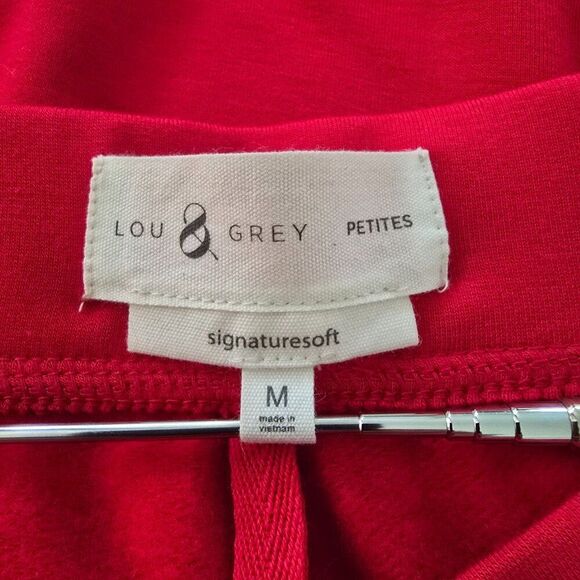 LOU & GREY PETITES
signaturesoft
M
made in
vietnam